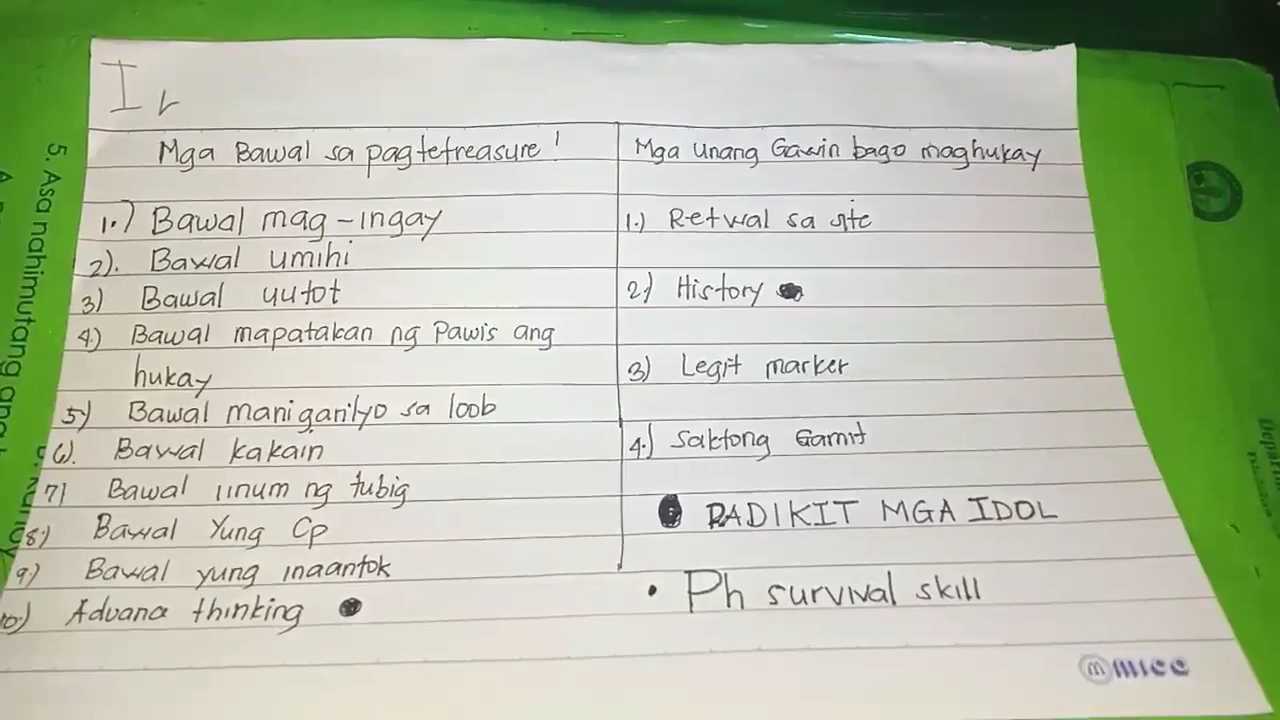 I
Mga Bawal sa pagtetreasure!
1.) Bawal mag-ingay
2). Bawal umihi
3) Bawal uutot
4.) Bawal mapatakan ng Pawis ang
hukay
5) Bawal manigarilyo sa loob
6). Bawal kakain
7) Bawal iinum ng tubig
8.) Bawal Yung Cp
9.) Bawal yung inaantok
10.) Advance thinking
Mga unang Gawin bago maghukay
1.) Retwal sa site
2.) History
3) Legit marker
4.) Saktong Gamit
PADIKIT MGA IDOL
• Ph survival skill
micc
5. Asa nahimutang ang